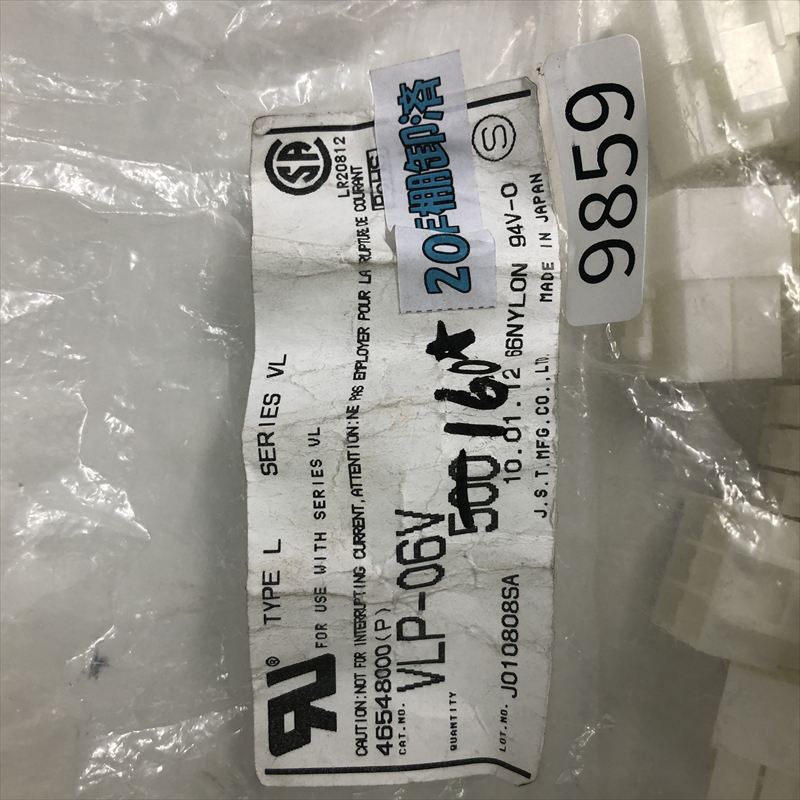 TYPE L SERIES VL
FOR USE WITH SERIES VL
LR20812
CAUTION:NOT FOR INTERRUPTING CURRENT,ATTENTION:NE PAS EMPLOYER POUR LA RUPTURE DE COURANT
46548000(P)
RoHS
CAT.NO. VLP-06V
20年棚卸済
QUANTITY 500 160
10.01.12 66NYLON 94V-0
S
LOT.NO. J010808SA
J.S.T.MFG.CO.,LTD. MADE IN JAPAN
9859